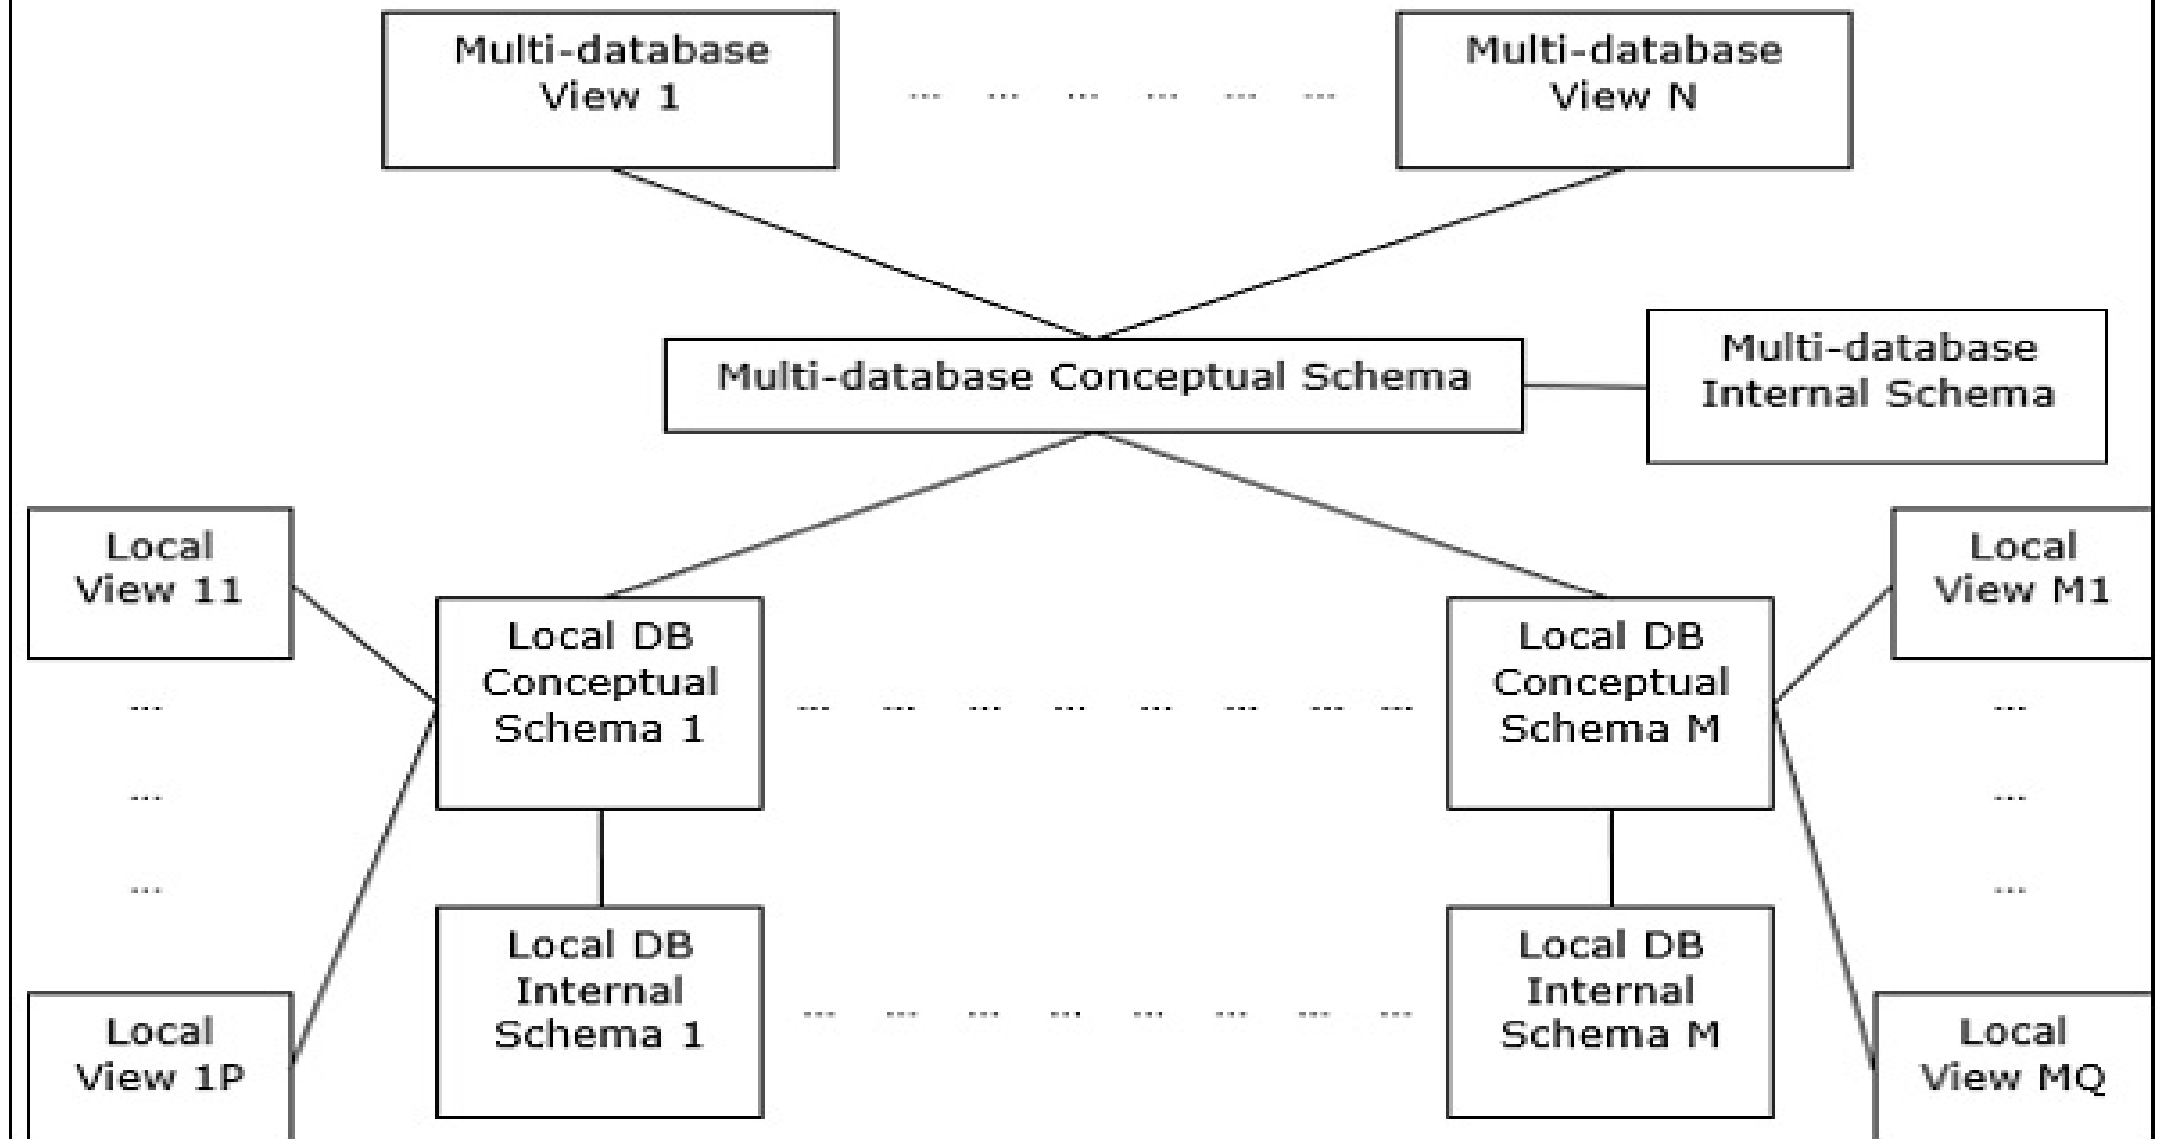 Multi-database
View 1
... ... ... ... ... ...
Multi-database
View N
Multi-database Conceptual Schema
Multi-database
Internal Schema
Local
View 11
...
...
...
Local
View 1P
Local DB
Conceptual
Schema 1
... ... ... ... ... ... ... ...
Local DB
Conceptual
Schema M
Local DB
Internal
Schema 1
... ... ... ... ... ... ... ...
Local DB
Internal
Schema M
Local
View M1
...
...
...
Local
View MQ